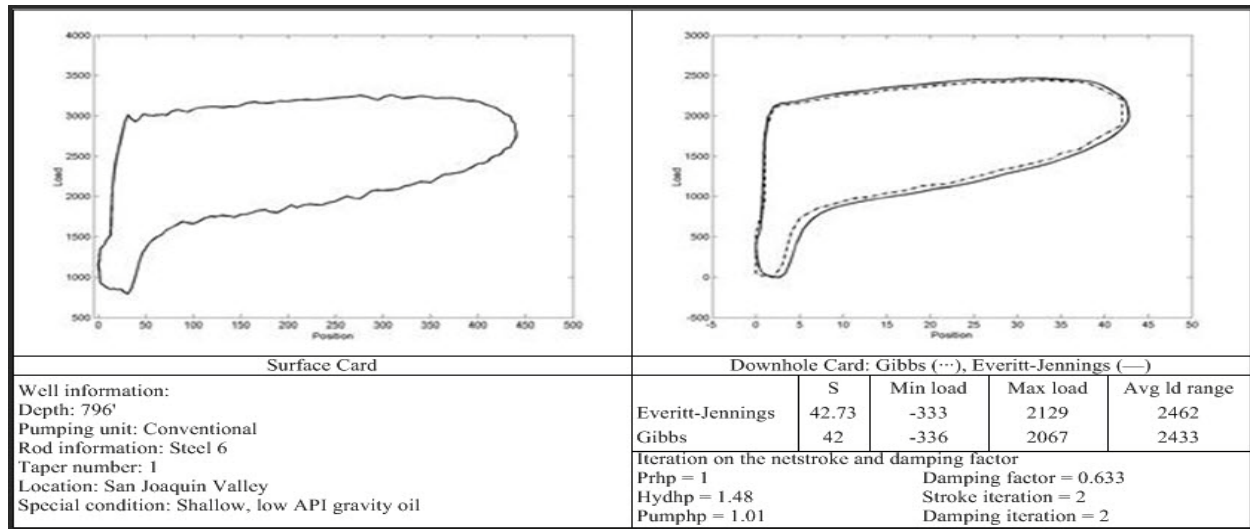 4000
3500
3000
2500
2000
1500
1000
500
Load
0 50 100 150 200 250 300 350 400 450 500
Position
3000
2500
2000
1500
1000
500
0
-500
Load
-5 0 5 10 15 20 25 30 35 40 45 50
Position
Surface Card
Downhole Card: Gibbs (···), Everitt-Jennings (—)
Well information:
Depth: 796'
Pumping unit: Conventional
Rod information: Steel 6
Taper number: 1
Location: San Joaquin Valley
Special condition: Shallow, low API gravity oil
S Min load Max load Avg ld range
Everitt-Jennings 42.73 -333 2129 2462
Gibbs 42 -336 2067 2433
Iteration on the netstroke and damping factor
Prhp = 1 Damping factor = 0.633
Hydhp = 1.48 Stroke iteration = 2
Pumphp = 1.01 Damping iteration = 2